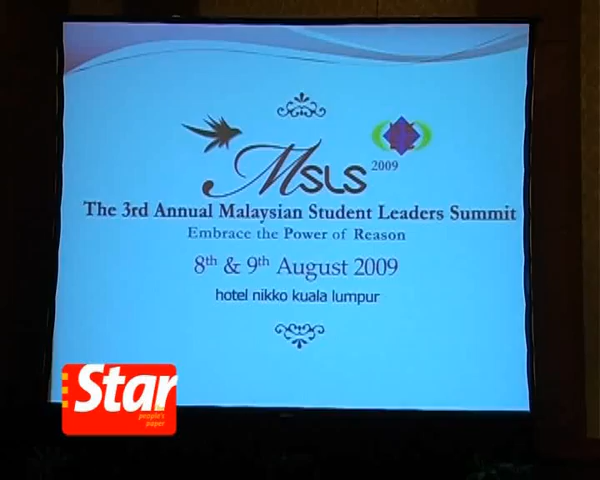 MSLS 2009
The 3rd Annual Malaysian Student Leaders Summit
Embrace the Power of Reason
8th & 9th August 2009
hotel nikko kuala lumpur
Star
the
people's
paper